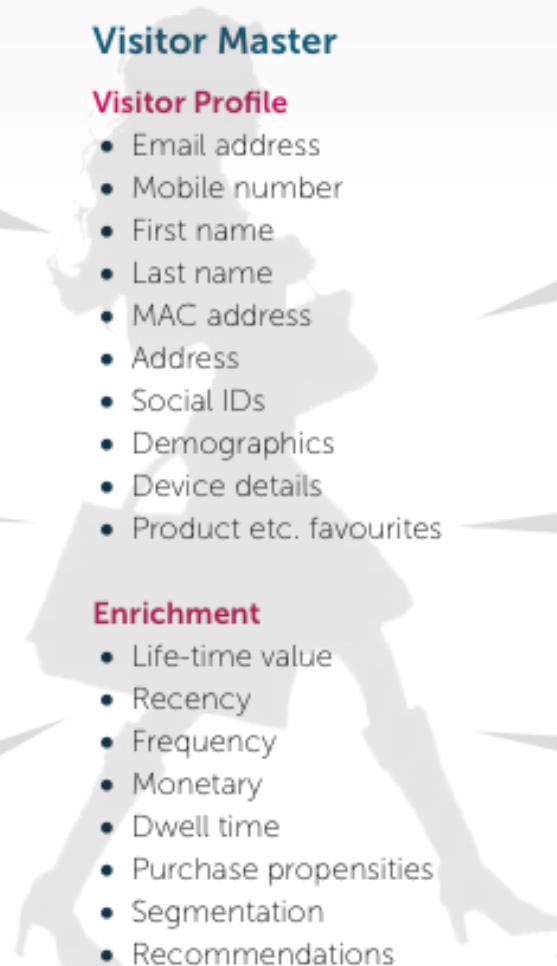 Visitor Master
Visitor Profile
• Email address
• Mobile number
• First name
• Last name
• MAC address
• Address
• Social IDs
• Demographics
• Device details
• Product etc. favourites
Enrichment
• Life-time value
• Recency
• Frequency
• Monetary
• Dwell time
• Purchase propensities
• Segmentation
• Recommendations